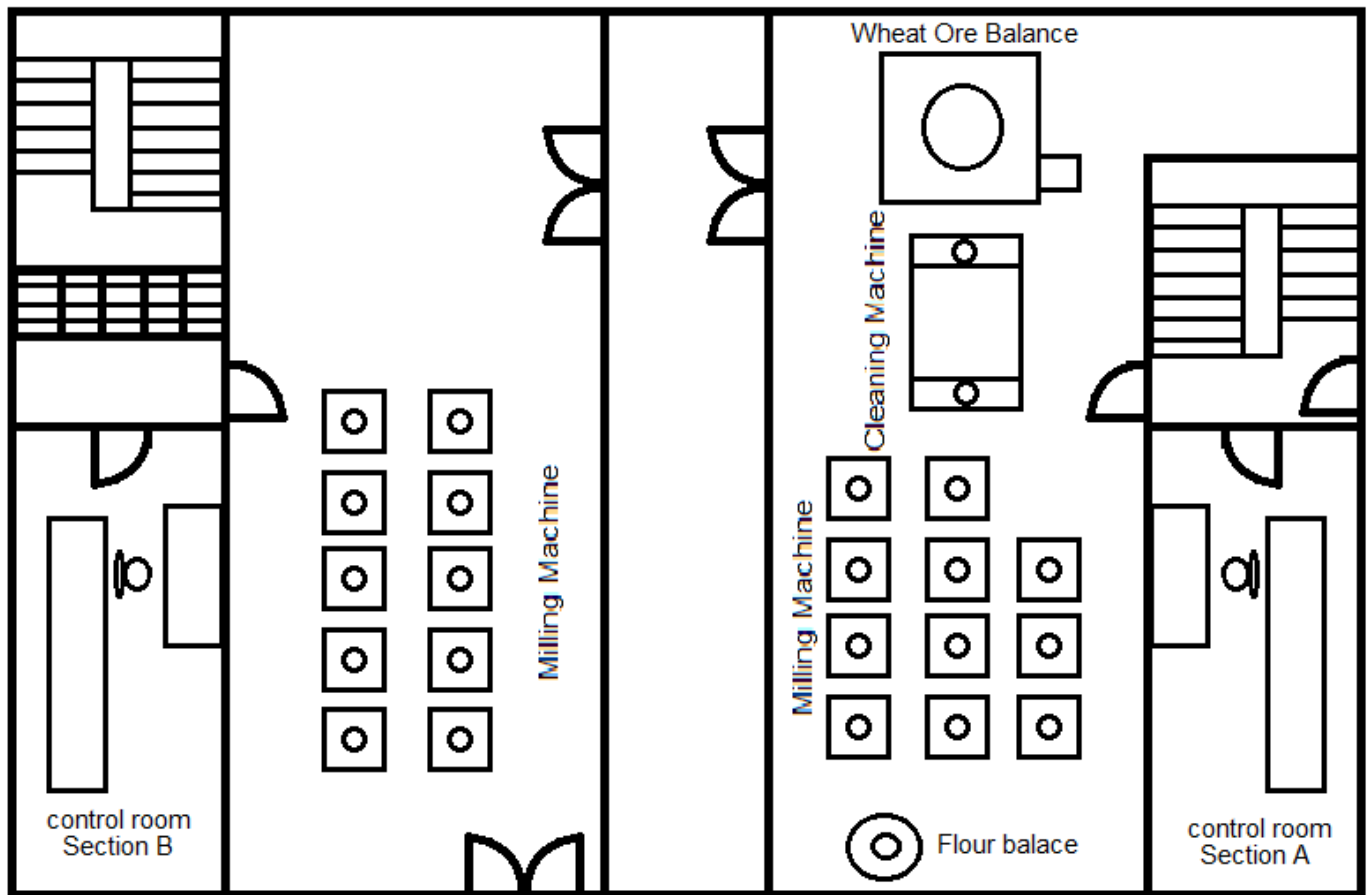 Wheat Ore Balance
Cleaning Machine
Milling Machine
Milling Machine
Flour balace
control room
Section B
control room
Section A